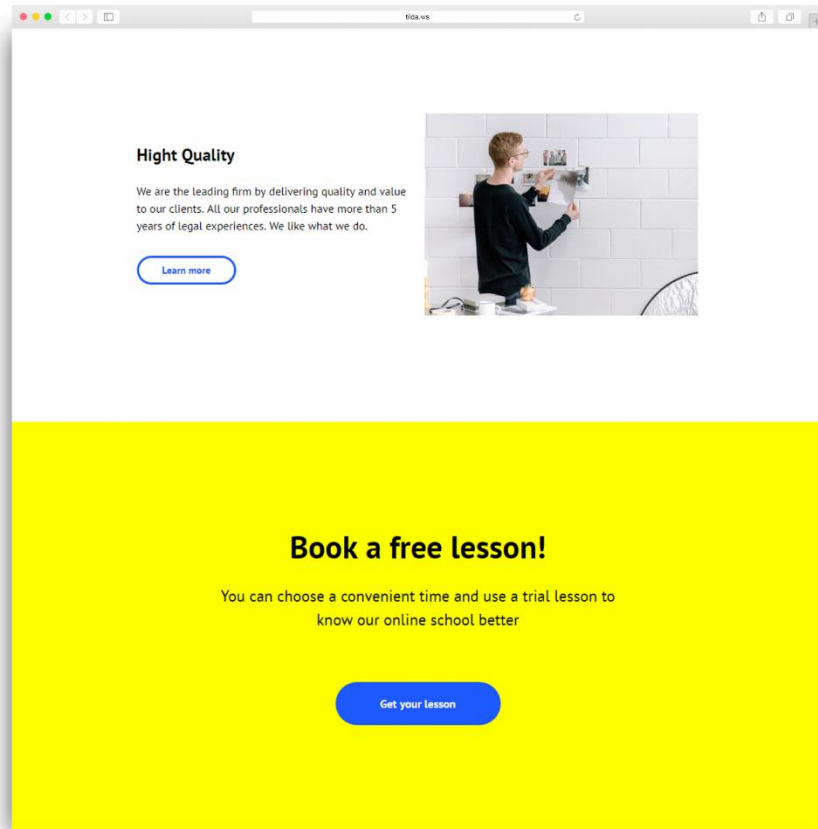 tilda.ws
Hight Quality
We are the leading firm by delivering quality and value
to our clients. All our professionals have more than 5
years of legal experiences. We like what we do.
Learn more
Book a free lesson!
You can choose a convenient time and use a trial lesson to
know our online school better
Get your lesson